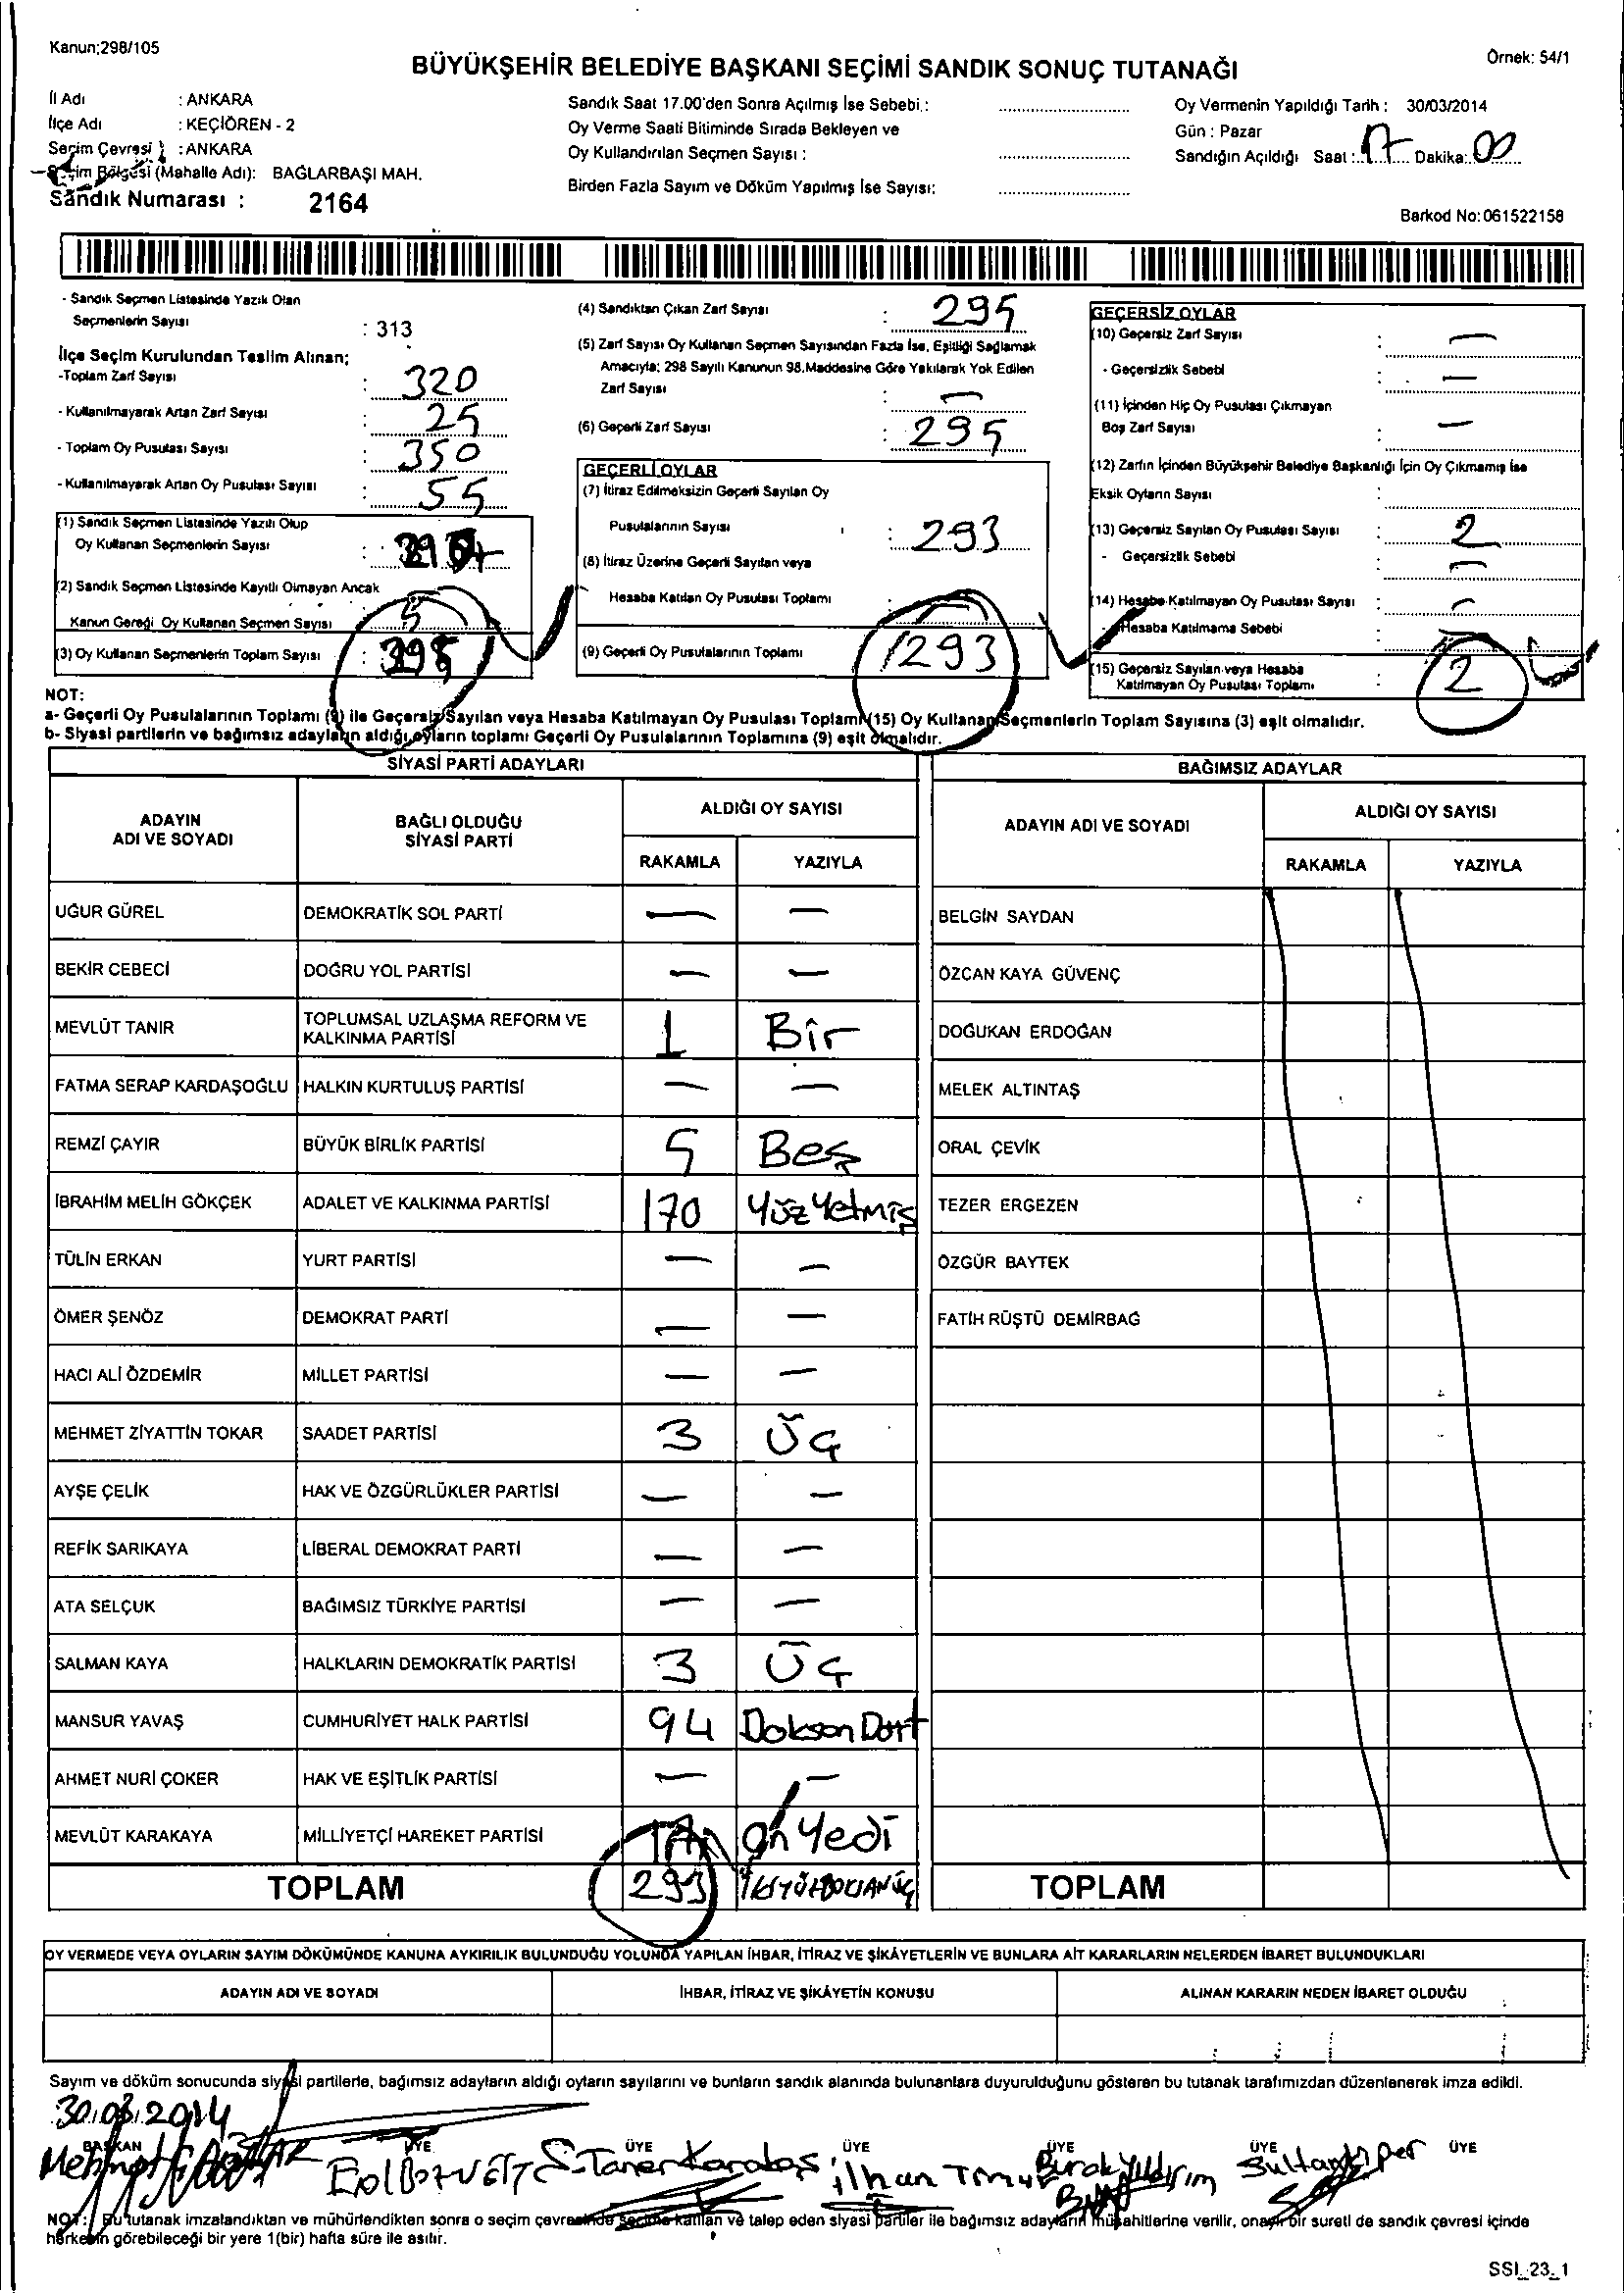 Kanun;298/105
Örnek: 54/1
BÜYÜKŞEHİR BELEDİYE BAŞKANI SEÇİMİ SANDIK SONUÇ TUTANAĞI
İl Adı : ANKARA
İlçe Adı : KEÇİÖREN - 2
Seçim Çevresi : ANKARA
Seçim Bölgesi (Mahalle Adı): BAĞLARBAŞI MAH.
Sandık Numarası : 2164
Sandık Saat 17.00'den Sonra Açılmış İse Sebebi.:
Oy Verme Saati Bitiminde Sırada Bekleyen ve
Oy Kullandırılan Seçmen Sayısı :
Birden Fazla Sayım ve Döküm Yapılmış İse Sayısı:
Oy Vermenin Yapıldığı Tarih : 30/03/2014
Gün : Pazar
Sandığın Açıldığı Saat : 17 Dakika: 00
Barkod No: 061522158
- Sandık Seçmen Listesinde Yazılı Olan
Seçmenlerin Sayısı : 313
İlçe Seçim Kurulundan Teslim Alınan;
-Toplam Zarf Sayısı : 320
- Kullanılmayarak Artan Zarf Sayısı : 25
- Toplam Oy Pusulası Sayısı : 350
- Kullanılmayarak Artan Oy Pusulası Sayısı : 55
(1) Sandık Seçmen Listesinde Yazılı Olup
Oy Kullanan Seçmenlerin Sayısı :
(2) Sandık Seçmen Listesinde Kayıtlı Olmayan Ancak
Kanun Gereği Oy Kullanan Seçmen Sayısı
(3) Oy Kullanan Seçmenlerin Toplam Sayısı :
(4) Sandıktan Çıkan Zarf Sayısı : 295
(5) Zarf Sayısı Oy Kullanan Seçmen Sayısından Fazla İse, Eşitliği Sağlamak
Amacıyla; 298 Sayılı Kanunun 98.Maddesine Göre Yakılarak Yok Edilen
Zarf Sayısı : —
(6) Geçerli Zarf Sayısı : 295
GEÇERLİ OYLAR
(7) İtiraz Edilmeksizin Geçerli Sayılan Oy
Pusulalarının Sayısı : 293
(8) İtiraz Üzerine Geçerli Sayılan veya
Hesaba Katılan Oy Pusulası Toplamı —
(9) Geçerli Oy Pusulalarının Toplamı 293
GEÇERSİZ OYLAR
(10) Geçersiz Zarf Sayısı : —
- Geçersizlik Sebebi : —
(11) İçinden Hiç Oy Pusulası Çıkmayan
Boş Zarf Sayısı : —
(12) Zarfın İçinden Büyükşehir Belediye Başkanlığı İçin Oy Çıkmamış İse
Eksik Oyların Sayısı :
(13) Geçersiz Sayılan Oy Pusulası Sayısı : 2
- Geçersizlik Sebebi : —
(14) Hesaba Katılmayan Oy Pusulası Sayısı : —
- Hesaba Katılmama Sebebi : —
(15) Geçersiz Sayılan veya Hesaba
Katılmayan Oy Pusulası Toplamı : 2
NOT:
a- Geçerli Oy Pusulalarının Toplamı (9) ile Geçersiz Sayılan veya Hesaba Katılmayan Oy Pusulası Toplamı (15) Oy Kullanan Seçmenlerin Toplam Sayısına (3) eşit olmalıdır.
b- Siyasi partilerin ve bağımsız adayların aldığı oyların toplamı Geçerli Oy Pusulalarının Toplamına (9) eşit olmalıdır.
SİYASİ PARTİ ADAYLARI
ADAYIN ADI VE SOYADI BAĞLI OLDUĞU SİYASİ PARTİ ALDIĞI OY SAYISI
RAKAMLA YAZIYLA
UĞUR GÜREL DEMOKRATİK SOL PARTİ — —
BEKİR CEBECİ DOĞRU YOL PARTİSİ — —
MEVLÜT TANIR TOPLUMSAL UZLAŞMA REFORM VE KALKINMA PARTİSİ 1 Bir
FATMA SERAP KARDAŞOĞLU HALKIN KURTULUŞ PARTİSİ — —
REMZİ ÇAYIR BÜYÜK BİRLİK PARTİSİ 5 Beş
İBRAHİM MELİH GÖKÇEK ADALET VE KALKINMA PARTİSİ 170 YüzYetmiş
TÜLİN ERKAN YURT PARTİSİ — —
ÖMER ŞENÖZ DEMOKRAT PARTİ — —
HACI ALİ ÖZDEMİR MİLLET PARTİSİ — —
MEHMET ZİYATTİN TOKAR SAADET PARTİSİ 3 Üç
AYŞE ÇELİK HAK VE ÖZGÜRLÜKLER PARTİSİ — —
REFİK SARIKAYA LİBERAL DEMOKRAT PARTİ — —
ATA SELÇUK BAĞIMSIZ TÜRKİYE PARTİSİ — —
SALMAN KAYA HALKLARIN DEMOKRATİK PARTİSİ 3 Üç
MANSUR YAVAŞ CUMHURİYET HALK PARTİSİ 94 Doksan Dört
AHMET NURİ ÇOKER HAK VE EŞİTLİK PARTİSİ — —
MEVLÜT KARAKAYA MİLLİYETÇİ HAREKET PARTİSİ 17 On Yedi
TOPLAM 293 İKİYÜZDOKSANÜÇ
BAĞIMSIZ ADAYLAR
ADAYIN ADI VE SOYADI ALDIĞI OY SAYISI
RAKAMLA YAZIYLA
BELGİN SAYDAN
ÖZCAN KAYA GÜVENÇ
DOĞUKAN ERDOĞAN
MELEK ALTINTAŞ
ORAL ÇEVİK
TEZER ERGEZEN
ÖZGÜR BAYTEK
FATİH RÜŞTÜ DEMİRBAĞ
TOPLAM
OY VERMEDE VEYA OYLARIN SAYIM DÖKÜMÜNDE KANUNA AYKIRILIK BULUNDUĞU YOLUNDA YAPILAN İHBAR, İTİRAZ VE ŞİKÂYETLERİN VE BUNLARA AİT KARARLARIN NELERDEN İBARET BULUNDUKLARI
ADAYIN ADI VE SOYADI İHBAR, İTİRAZ VE ŞİKÂYETİN KONUSU ALINAN KARARIN NEDEN İBARET OLDUĞU
Sayım ve döküm sonucunda siyasi partilerle, bağımsız adayların aldığı oyların sayılarını ve bunların sandık alanında bulunanlara duyurulduğunu gösteren bu tutanak tarafımızdan düzenlenerek imza edildi.
30.03.2014
BAŞKAN ÜYE ÜYE ÜYE ÜYE ÜYE ÜYE
Mehmet S. Taner Karabaş İlhan Burak Yıldırım Sultan
NOT: Bu tutanak imzalandıktan ve mühürlendikten sonra o seçim çevresinde seçime katılan ve talep eden siyasi partiler ile bağımsız adayların müşahitlerine verilir, onaylı bir sureti de sandık çevresi içinde
herkesin görebileceği bir yere 1(bir) hafta süre ile asılır.
SSI_23_1